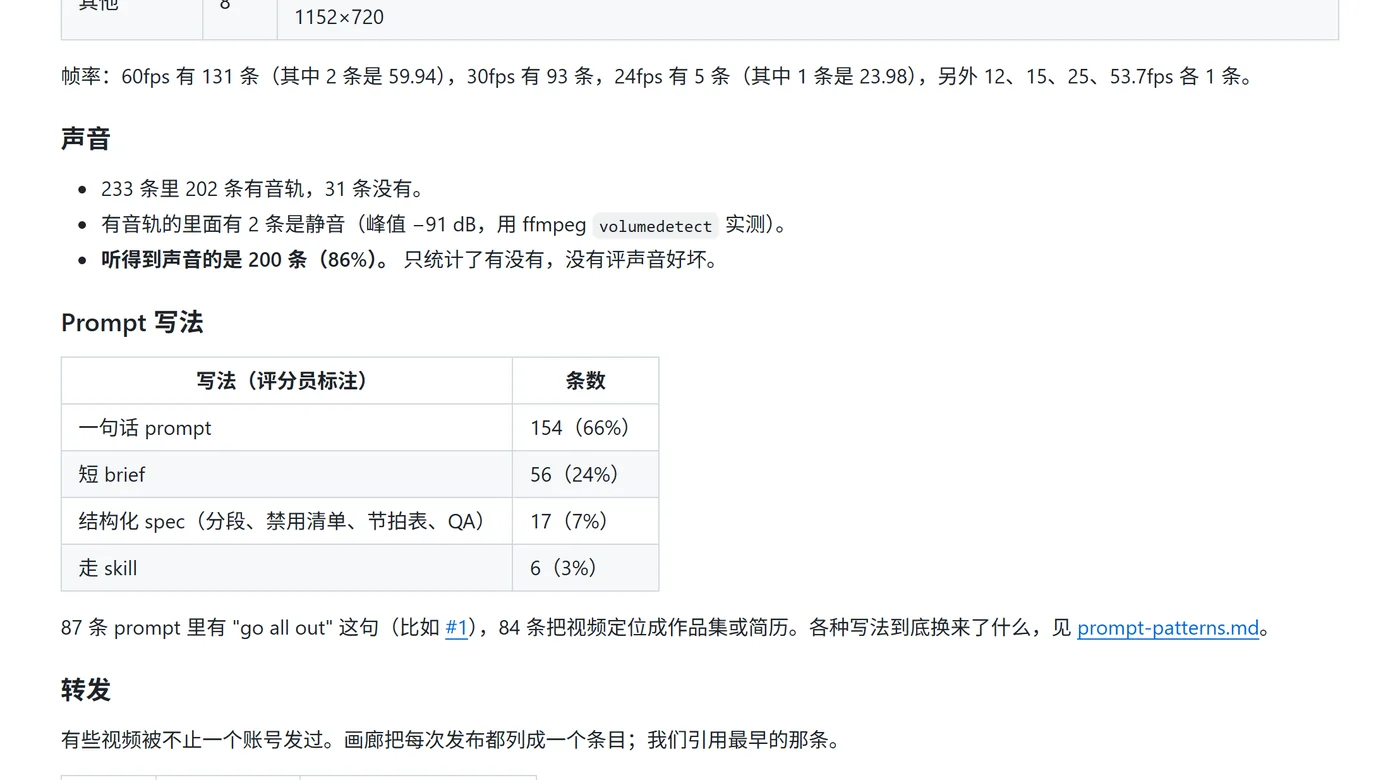 其他 8
1152×720
帧率：60fps 有 131 条（其中 2 条是 59.94），30fps 有 93 条，24fps 有 5 条（其中 1 条是 23.98），另外 12、15、25、53.7fps 各 1 条。
声音
• 233 条里 202 条有音轨，31 条没有。
• 有音轨的里面有 2 条是静音（峰值 −91 dB，用 ffmpeg volumedetect 实测）。
• 听得到声音的是 200 条（86%）。 只统计了有没有，没有评声音好坏。
Prompt 写法
写法（评分员标注） 条数
一句话 prompt 154（66%）
短 brief 56（24%）
结构化 spec（分段、禁用清单、节拍表、QA） 17（7%）
走 skill 6（3%）
87 条 prompt 里有 "go all out" 这句（比如 #1），84 条把视频定位成作品集或简历。各种写法到底换来了什么，见 prompt-patterns.md。
转发
有些视频被不止一个账号发过。画廊把每次发布都列成一个条目；我们引用最早的那条。